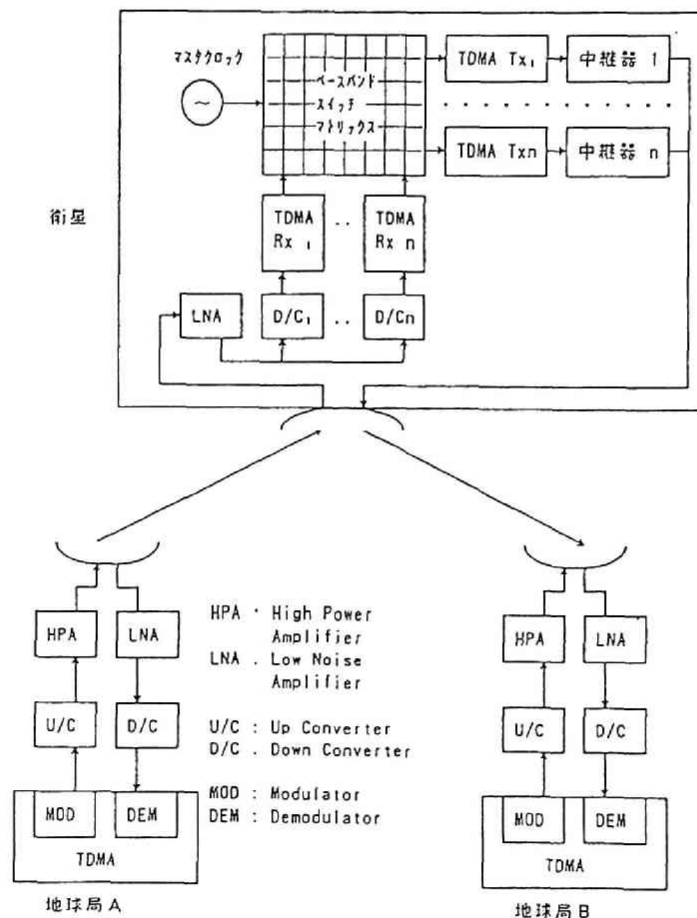 マスタクロック
~
ベースバンド
スイッチ
マトリックス
TDMA Tx₁
中継器 1
TDMA Txn
中継器 n
衛星
TDMA
Rx ₁
‥
TDMA
Rx n
LNA
D/C₁
‥
D/Cn
HPA
LNA
U/C
D/C
MOD
DEM
TDMA
地球局 A
HPA · High Power
Amplifier
LNA . Low Noise
Amplifier
U/C : Up Converter
D/C . Down Converter
MOD : Modulator
DEM : Demodulator
HPA
LNA
U/C
D/C
MOD
DEM
TDMA
地球局 B